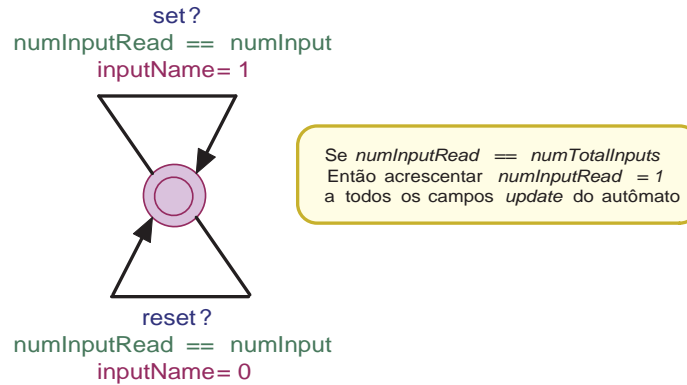 set?
numInputRead == numInput
inputName= 1
Se numInputRead == numTotalInputs
Então acrescentar numInputRead = 1
a todos os campos update do autômato
reset?
numInputRead == numInput
inputName= 0